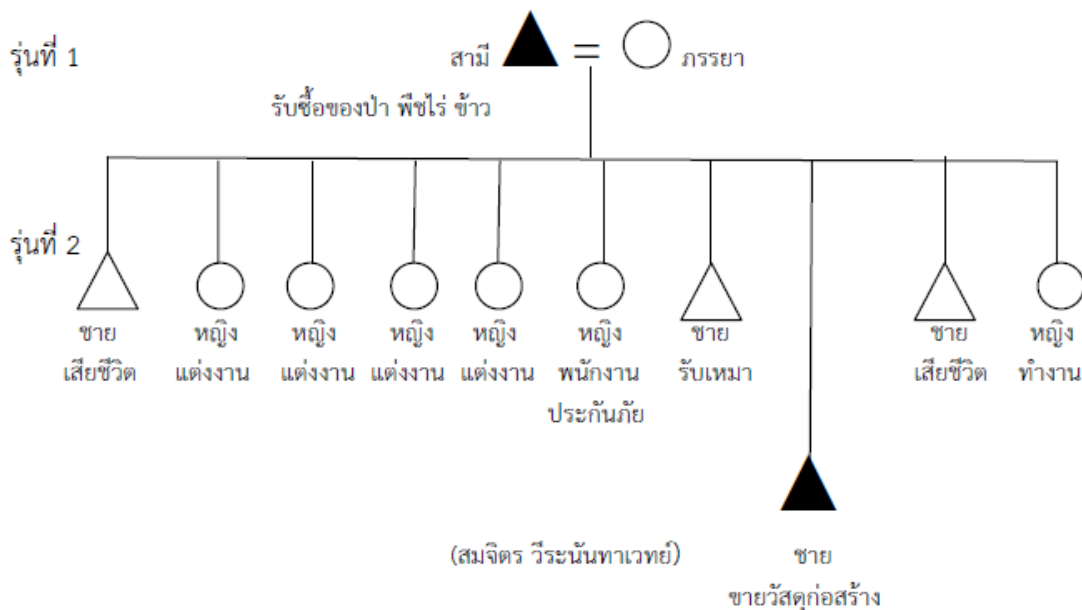 รุ่นที่ 1
สามี = ภรรยา
รับซื้อของป่า พืชไร่ ข้าว
รุ่นที่ 2
ชาย หญิง หญิง หญิง หญิง หญิง ชาย ชาย หญิง
เสียชีวิต แต่งงาน แต่งงาน แต่งงาน แต่งงาน พนักงาน รับเหมา เสียชีวิต ทำงาน
ประกันภัย
(สมจิตร วีระนันทาเวทย์) ชาย
ขายวัสดุก่อสร้าง